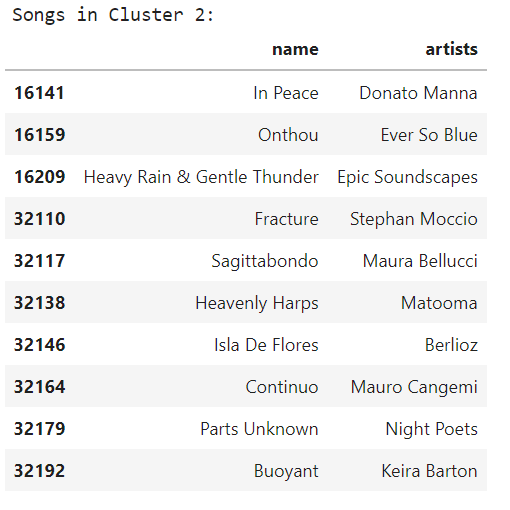 Songs in Cluster 2:
name artists
16141 In Peace Donato Manna
16159 Onthou Ever So Blue
16209 Heavy Rain & Gentle Thunder Epic Soundscapes
32110 Fracture Stephan Moccio
32117 Sagittabondo Maura Bellucci
32138 Heavenly Harps Matooma
32146 Isla De Flores Berlioz
32164 Continuo Mauro Cangemi
32179 Parts Unknown Night Poets
32192 Buoyant Keira Barton